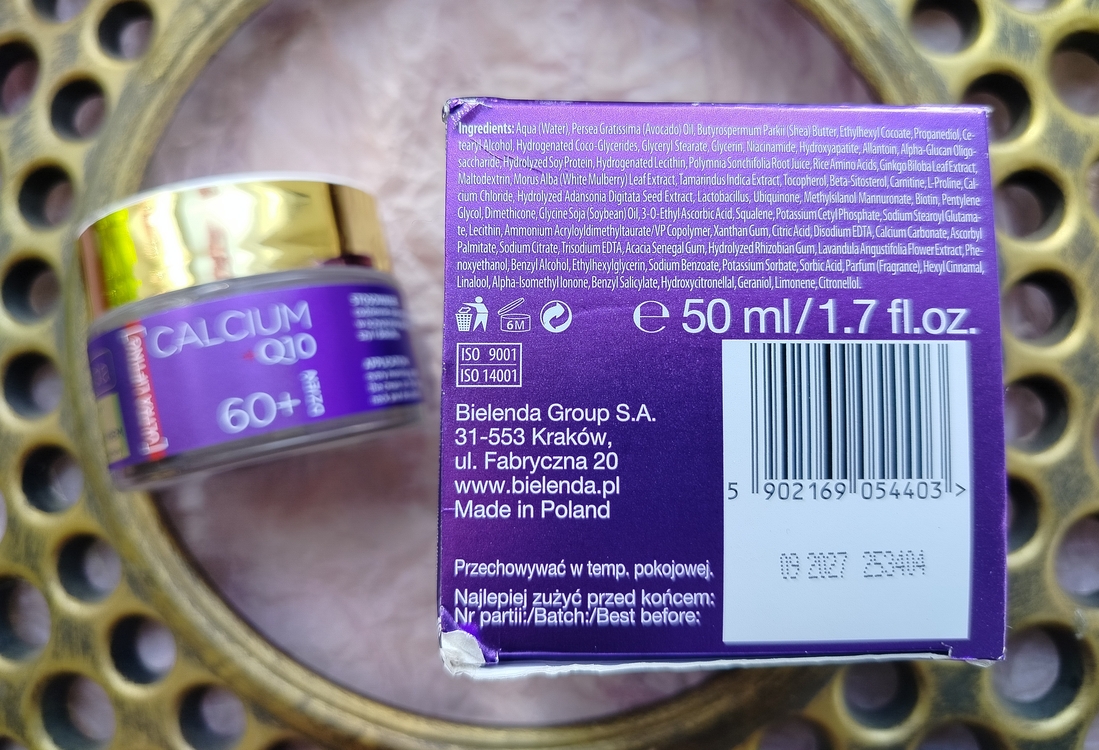 CALCIUM
+Q10
60+
DZIEŃ
Ingredients: Aqua (Water), Persea Gratissima (Avocado) Oil, Butyrospermum Parkii (Shea) Butter, Ethylhexyl Cocoate, Propanediol, Ce-
tearyl Alcohol, Hydrogenated Coco-Glycerides, Glyceryl Stearate, Glycerin, Niacinamide, Hydroxyapatite, Allantoin, Alpha-Glucan Oligo-
saccharide, Hydrolyzed Soy Protein, Hydrogenated Lecithin, Polymnia Sonchifolia Root Juice, Rice Amino Acids, Ginkgo Biloba Leaf Extract,
Maltodextrin, Morus Alba (White Mulberry) Leaf Extract, Tamarindus Indica Extract, Tocopherol, Beta-Sitosterol, Carnitine, L-Proline, Cal-
cium Chloride, Hydrolyzed Adansonia Digitata Seed Extract, Lactobacillus, Ubiquinone, Methylsilanol Mannuronate, Biotin, Pentylene
Glycol, Dimethicone, Glycine Soja (Soybean) Oil, 3-O-Ethyl Ascorbic Acid, Squalene, Potassium Cetyl Phosphate, Sodium Stearoyl Glutama-
te, Lecithin, Ammonium Acryloyldimethyltaurate/VP Copolymer, Xanthan Gum, Citric Acid, Disodium EDTA, Calcium Carbonate, Ascorbyl
Palmitate, Sodium Citrate, Trisodium EDTA, Acacia Senegal Gum, Hydrolyzed Rhizobian Gum, Lavandula Angustifolia Flower Extract, Phe-
noxyethanol, Benzyl Alcohol, Ethylhexylglycerin, Sodium Benzoate, Potassium Sorbate, Sorbic Acid, Parfum (Fragrance), Hexyl Cinnamal,
Linalool, Alpha-Isomethyl Ionone, Benzyl Salicylate, Hydroxycitronellal, Geraniol, Limonene, Citronellol.
6M
℮ 50 ml/1.7 fl.oz.
ISO 9001
ISO 14001
Bielenda Group S.A.
31-553 Kraków,
ul. Fabryczna 20
www.bielenda.pl
Made in Poland
5 902169 054403 >
09 2027 253404
Przechowywać w temp. pokojowej.
Najlepiej zużyć przed końcem:
Nr partii:/Batch:/Best before: